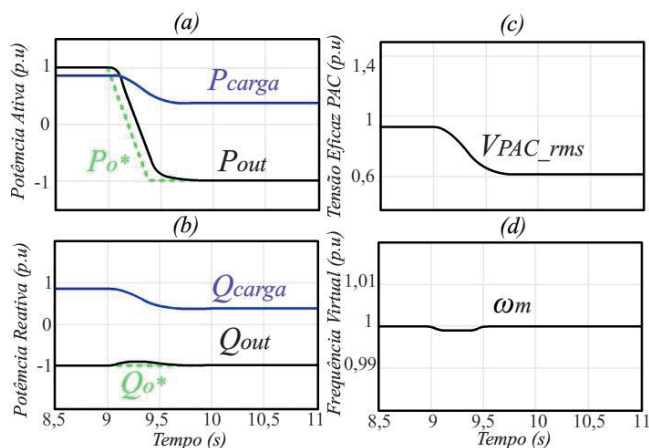 (a)
Potêmcia Ativa (p.u)
1
0
-1
Pcarga
Po*
Pout
(b)
Potêmcia Reativa (p.u)
1
0
-1
Qcarga
Qout
Qo*
8,5 9 9,5 10 10,5 11
Tempo (s)
(c)
Tensão Eficaz PAC (p.u)
1,4
1
0,6
VPAC_rms
(d)
Frequência Virtual (p.u)
1,01
1
0,99
ωm
8,5 9 9,5 10 10,5 11
Tempo (s)